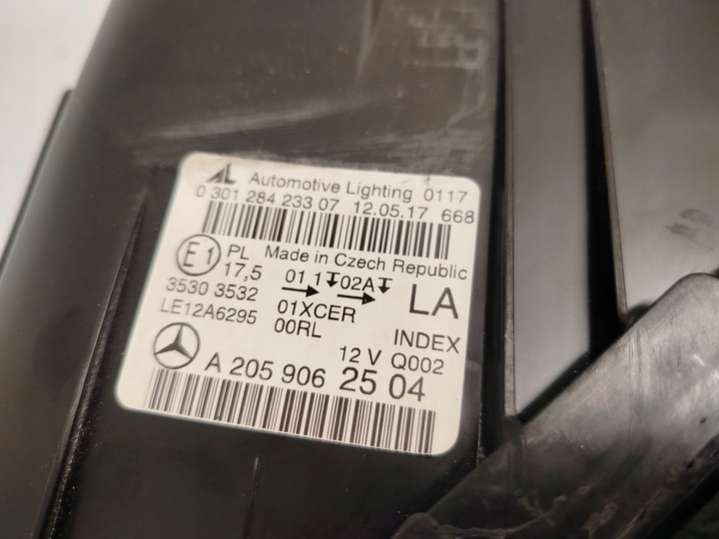 AL Automotive Lighting 0117
0 301 284 233 07 12.05.17 668
E1 PL 17,5 Made in Czech Republic
3530 3532 01 1 02A LA
LE12A6295 01XCER
00RL INDEX
12 V Q002
A 205 906 25 04